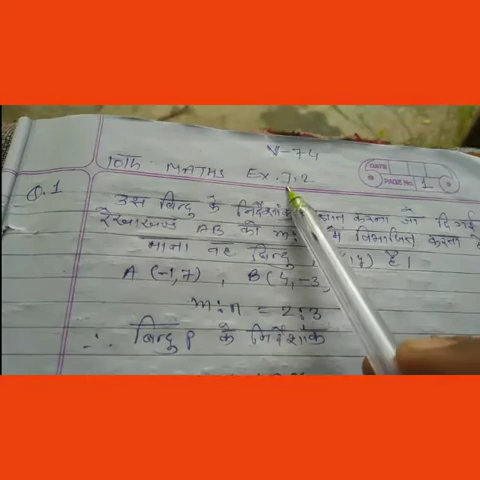 V-74
10Th MATHS Ex. 7.2
DATE
PAGE No. 1
Q.1 उस बिन्दु के निर्देशांक ज्ञात करना जो दी गई
रेखाखण्ड AB को में विभाजित करता
माना वह बिन्दु है।
A (-1,7) , B(4,-3
m:n = 2:3
∴ बिन्दु P के निर्देशांक